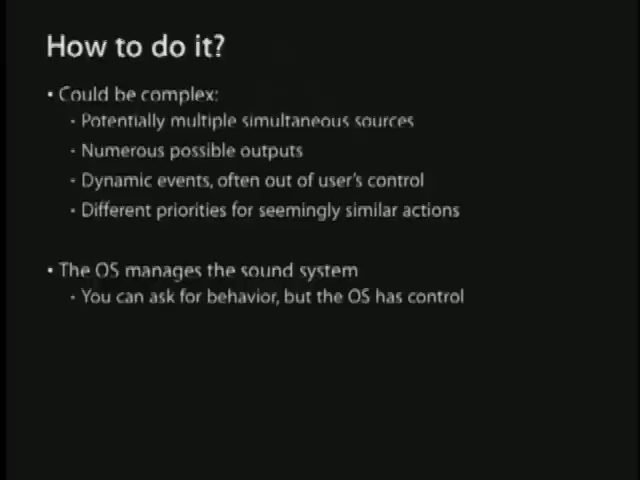 How to do it?
• Could be complex:
• Potentially multiple simultaneous sources
• Numerous possible outputs
• Dynamic events, often out of user's control
• Different priorities for seemingly similar actions
• The OS manages the sound system
• You can ask for behavior, but the OS has control